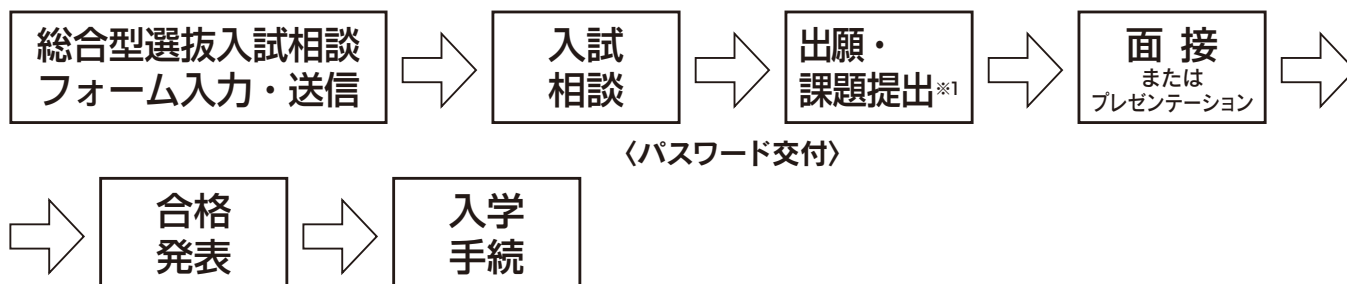 総合型選抜入試相談
フォーム入力・送信
入試
相談
出願・
課題提出※1
面 接
または
プレゼンテーション
〈パスワード交付〉
合格
発表
入学
手続